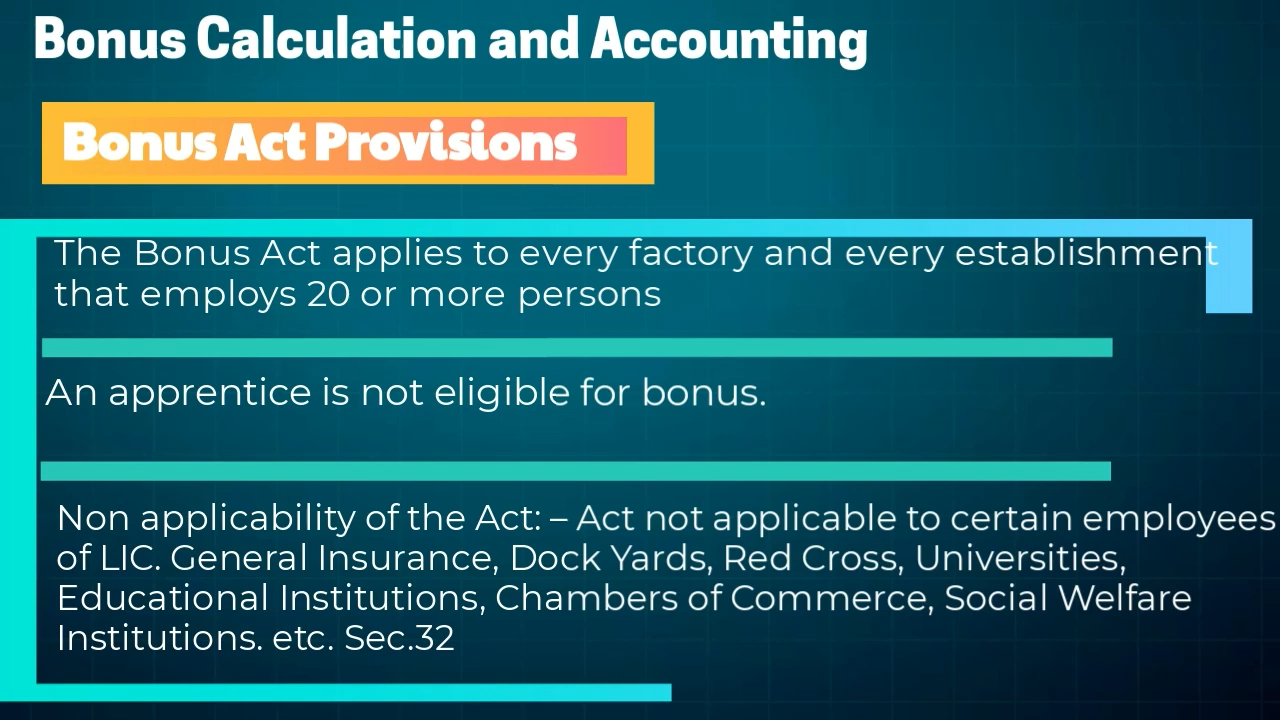 Bonus Calculation and Accounting
Bonus Act Provisions
The Bonus Act applies to every factory and every establishment
that employs 20 or more persons
An apprentice is not eligible for bonus.
Non applicability of the Act: – Act not applicable to certain employees
of LIC. General Insurance, Dock Yards, Red Cross, Universities,
Educational Institutions, Chambers of Commerce, Social Welfare
Institutions. etc. Sec.32